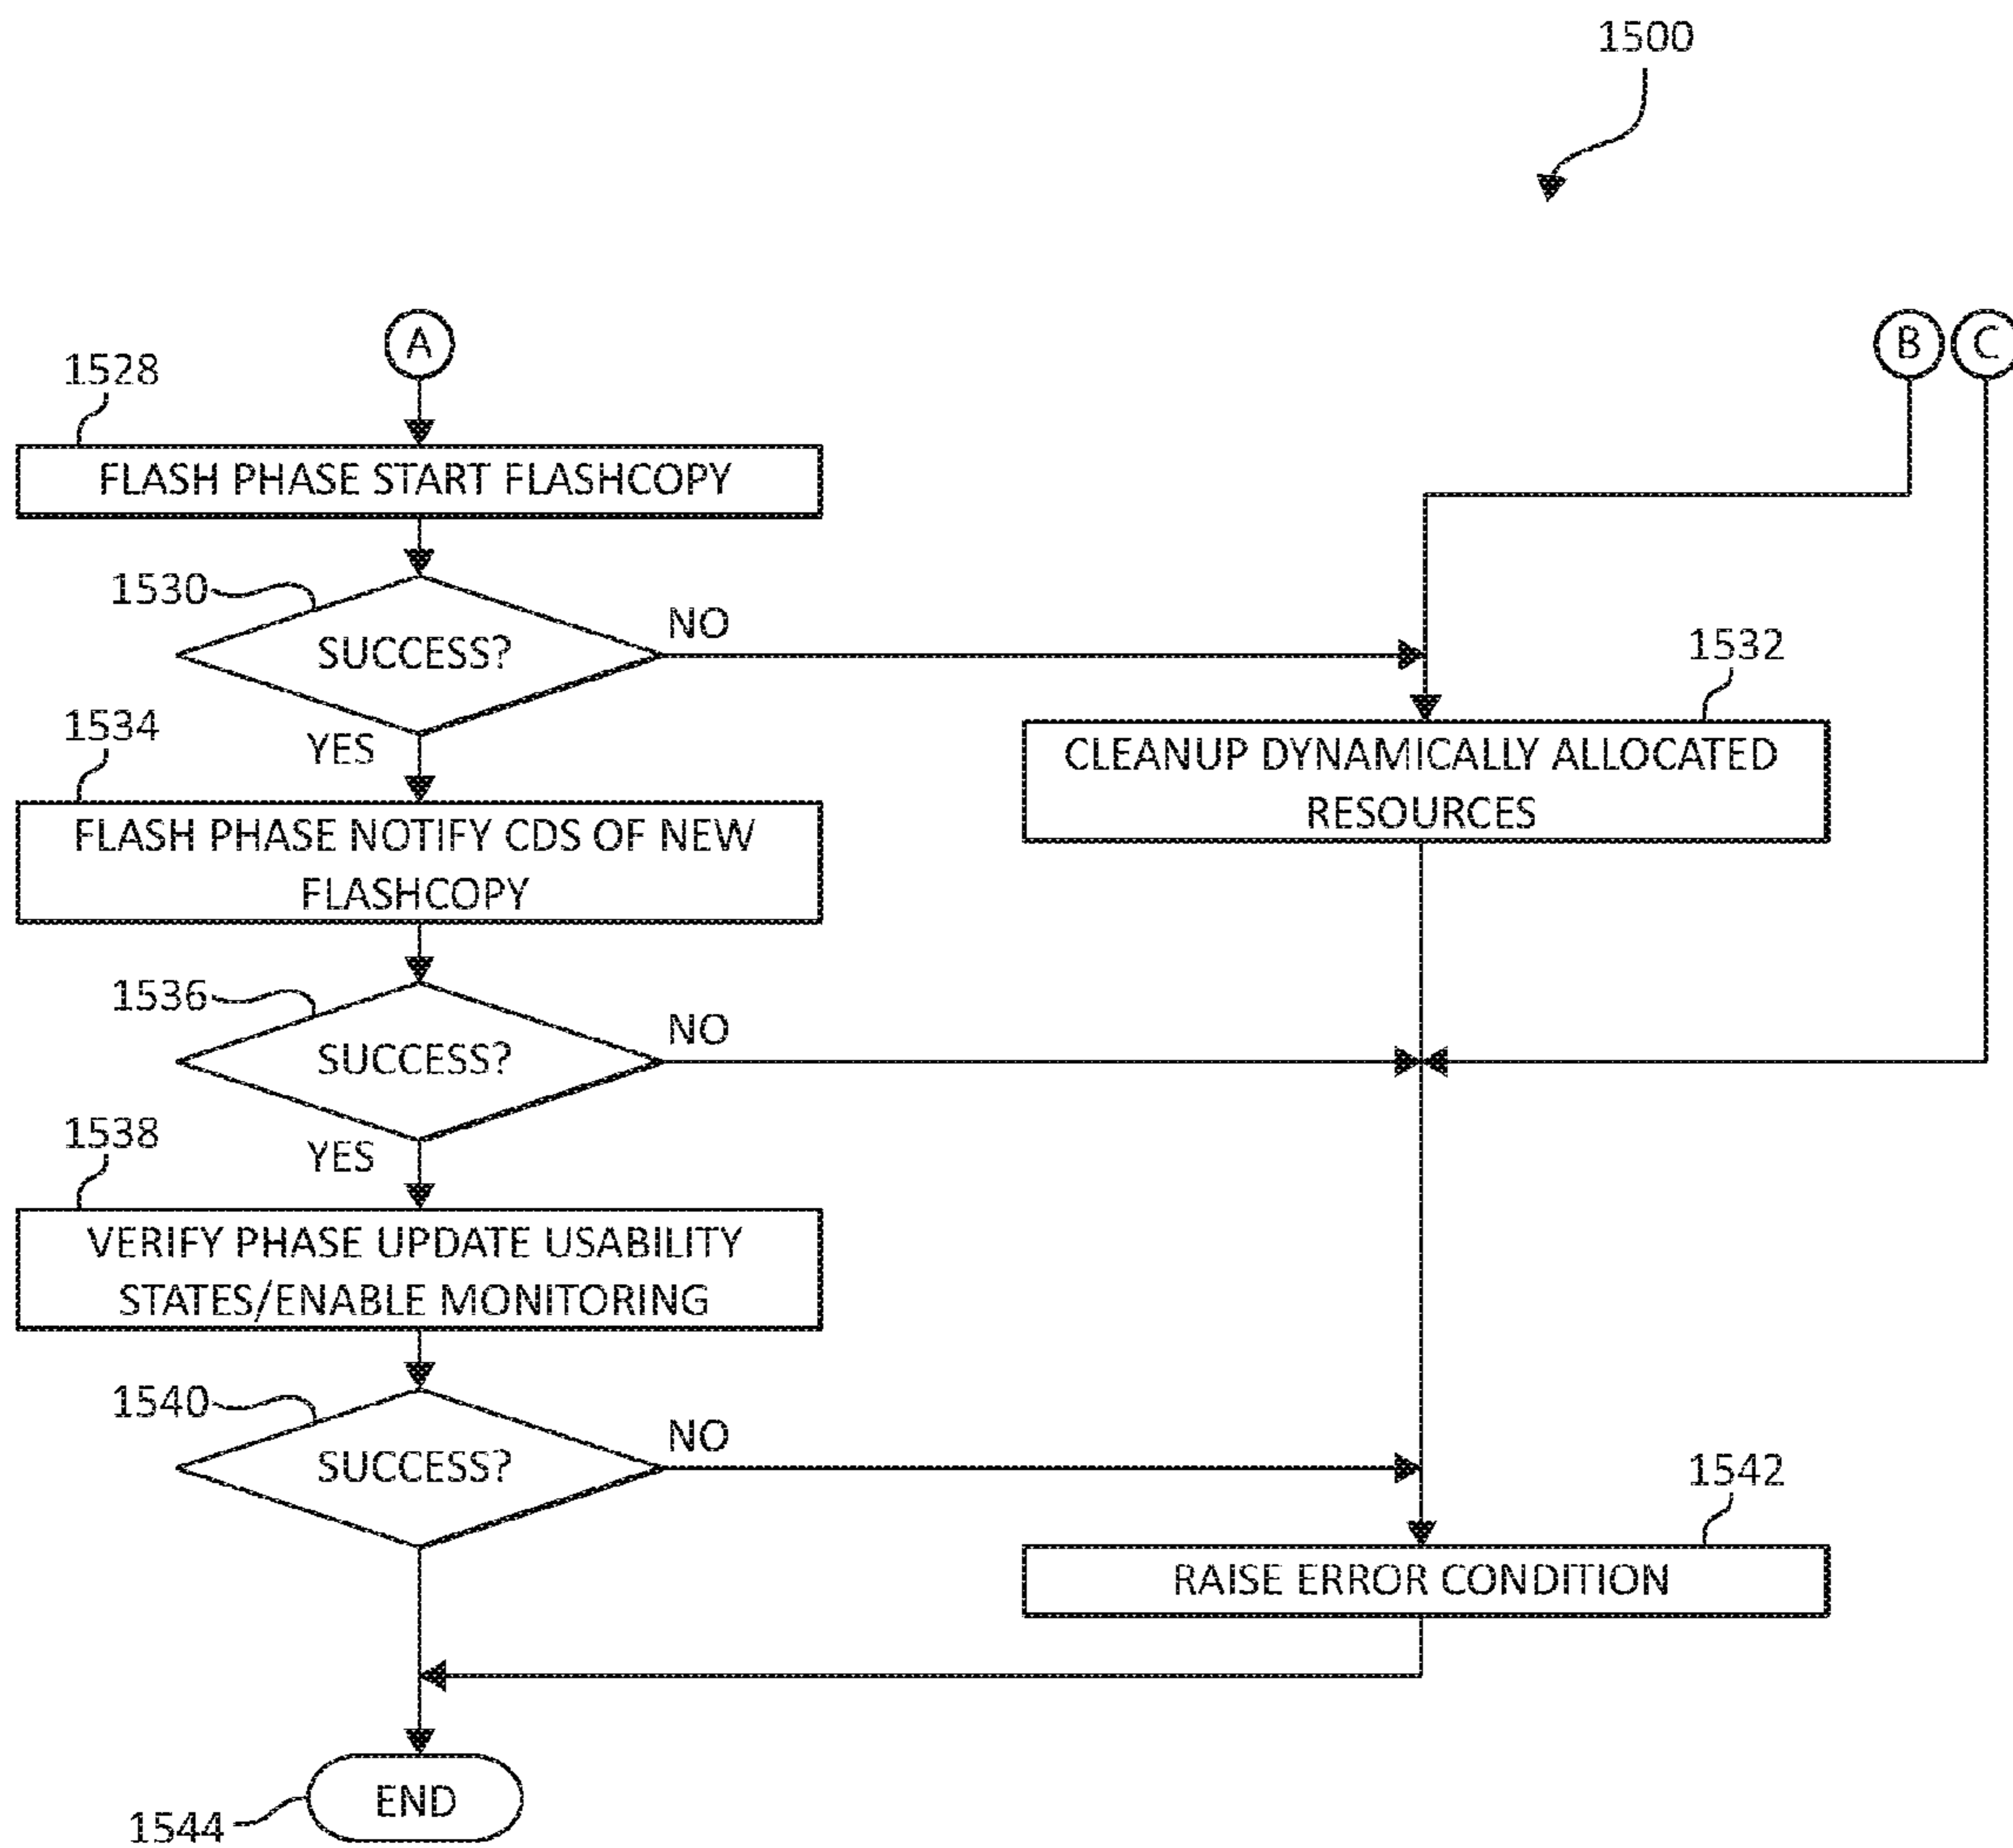 1500
A
B
C
1528
FLASH PHASE START FLASHCOPY
1530
SUCCESS?
NO
1532
YES
1534
CLEANUP DYNAMICALLY ALLOCATED
RESOURCES
FLASH PHASE NOTIFY CDS OF NEW
FLASHCOPY
1536
SUCCESS?
NO
YES
1538
VERIFY PHASE UPDATE USABILITY
STATES/ENABLE MONITORING
1540
SUCCESS?
NO
1542
RAISE ERROR CONDITION
END
1544